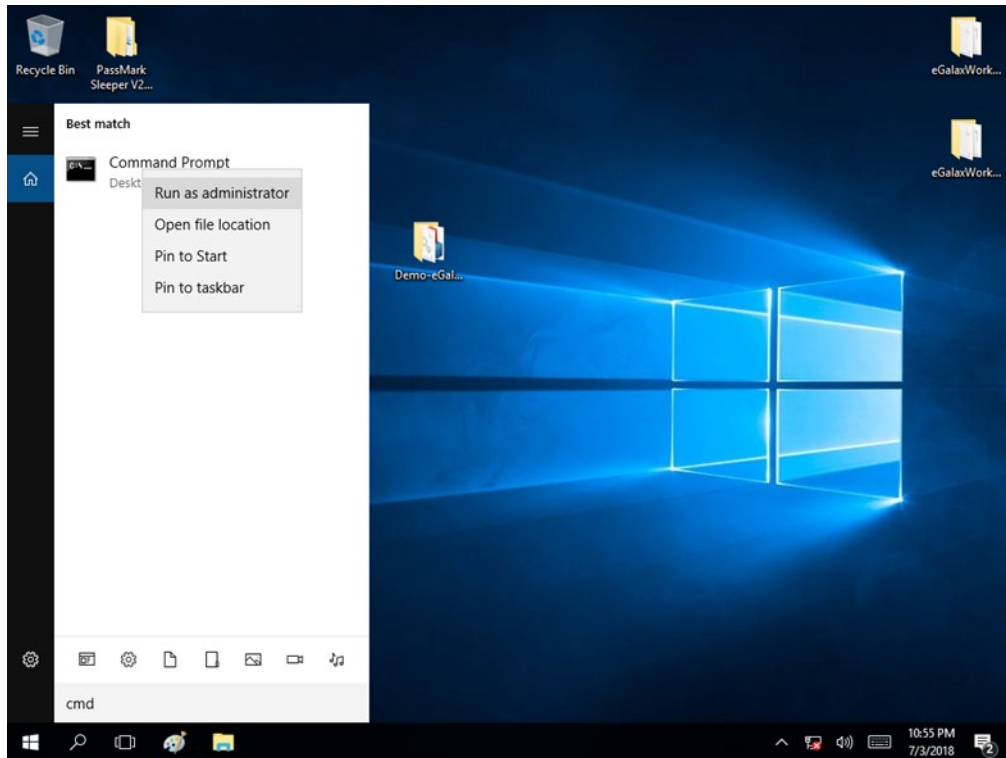 Recycle Bin
PassMark
Sleeper V2...
eGalaxWork...
eGalaxWork...
Demo-eGal...
Best match
Command Prompt
Deskt
Run as administrator
Open file location
Pin to Start
Pin to taskbar
cmd
10:55 PM
7/3/2018
2